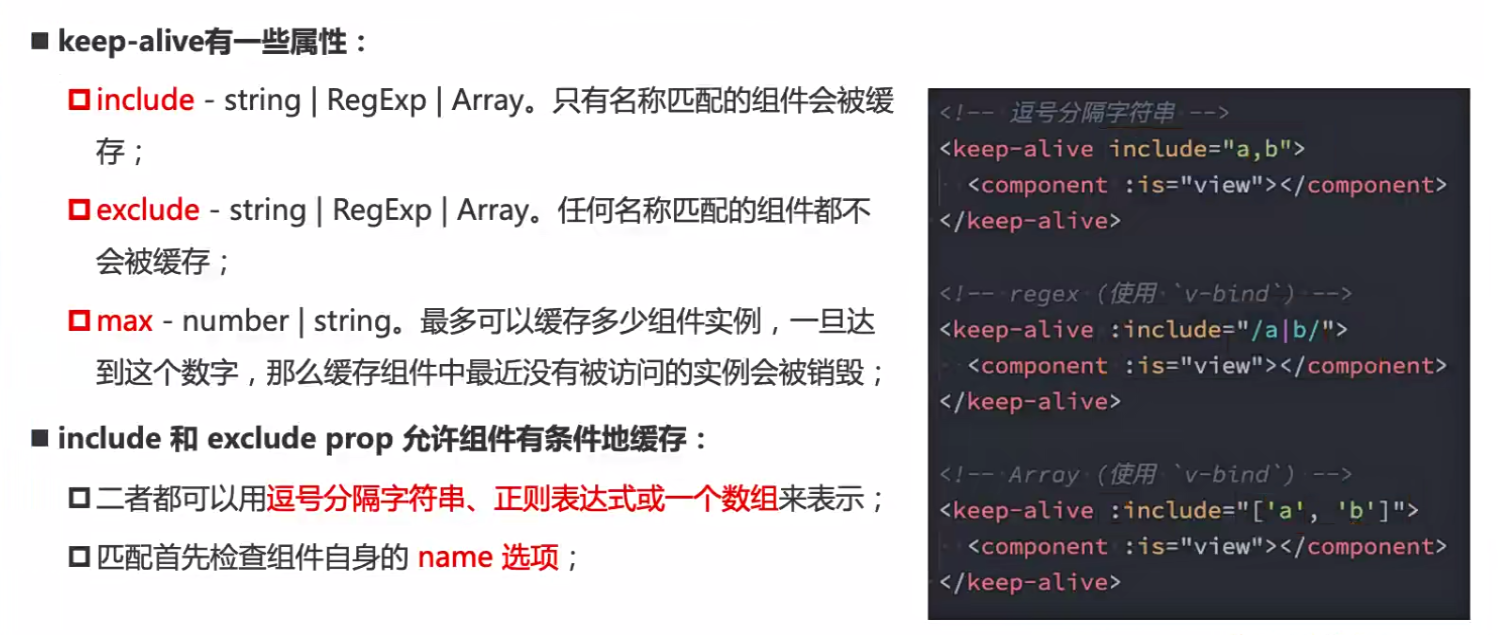 keep-alive有一些属性：
include - string | RegExp | Array。只有名称匹配的组件会被缓
存；
exclude - string | RegExp | Array。任何名称匹配的组件都不
会被缓存；
max - number | string。最多可以缓存多少组件实例，一旦达
到这个数字，那么缓存组件中最近没有被访问的实例会被销毁；
include 和 exclude prop 允许组件有条件地缓存：
二者都可以用逗号分隔字符串、正则表达式或一个数组来表示；
匹配首先检查组件自身的 name 选项；
<!-- 逗号分隔字符串 -->
<keep-alive include="a,b">
  <component :is="view"></component>
</keep-alive>
<!-- regex (使用 `v-bind`) -->
<keep-alive :include="/a|b/">
  <component :is="view"></component>
</keep-alive>
<!-- Array (使用 `v-bind`) -->
<keep-alive :include="['a', 'b']">
  <component :is="view"></component>
</keep-alive>